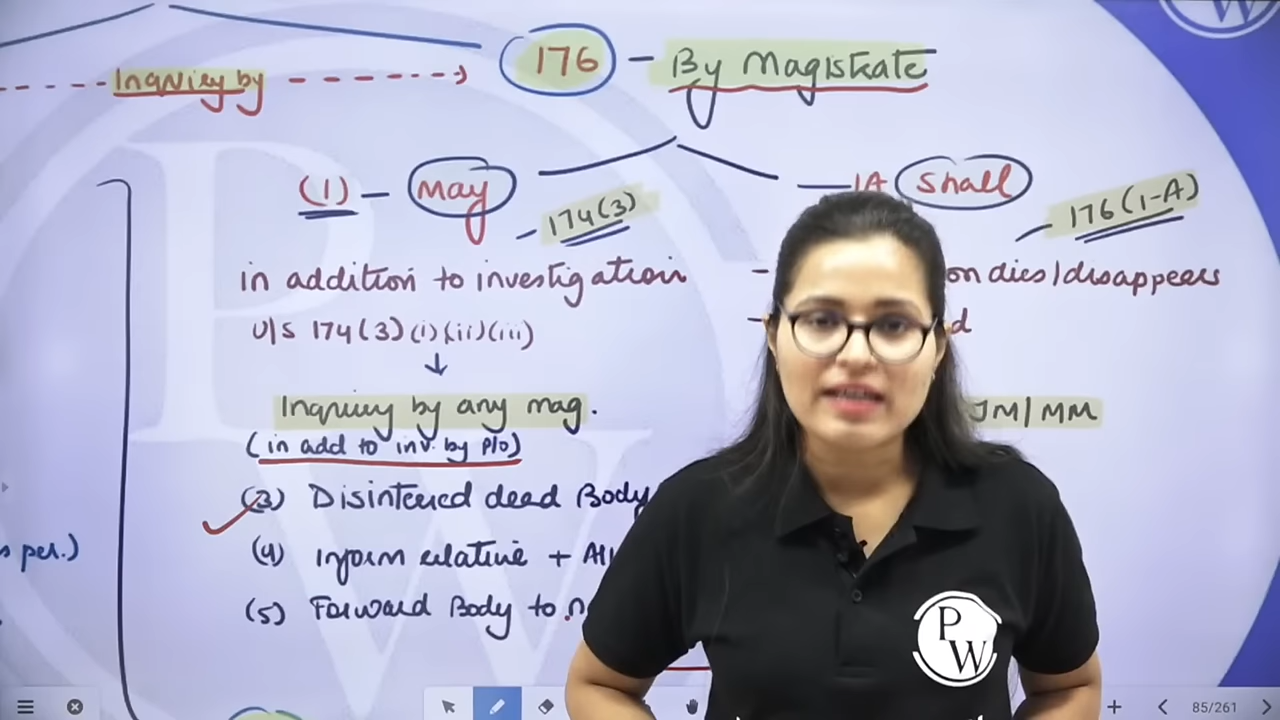 Inquiry by 176 - By Magistrate
(1) - May
1A Shall
174(3)
176(1-A)
in addition to investigation
on dies/disappears
U/S 174(3)(i)(ii)(iii)
d
Inquiry by any mag.
JM/MM
(in add to inv. by P/o)
(3) Disintered dead Body
per.)
(4) inform relative +
(5) Forward Body to
PW
85/261